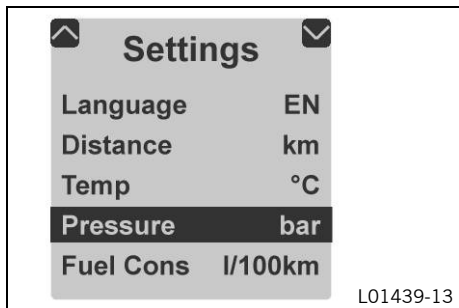 Settings
Language EN
Distance km
Temp °C
Pressure bar
Fuel Cons l/100km
L01439-13